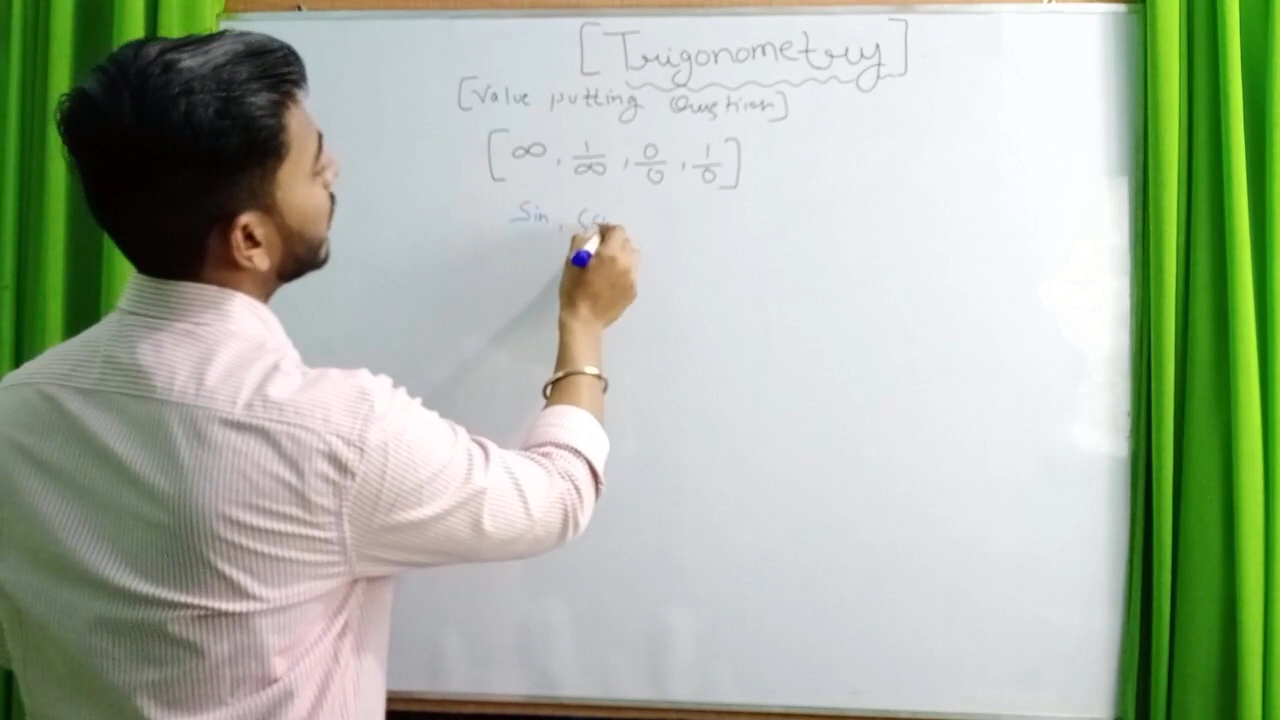 [Trigonometry]
[Value putting Question]
[∞, 1/∞, 0/0, 1/0]
Sin,